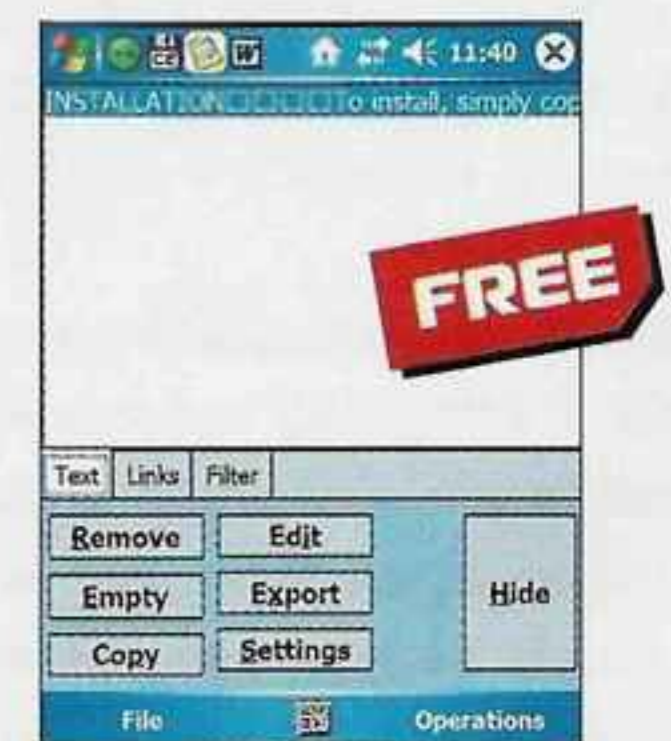 11:40
INSTALLATION□□□□□To install, simply cop
FREE
Text Links Filter
Remove Edit
Empty Export Hide
Copy Settings
File Operations